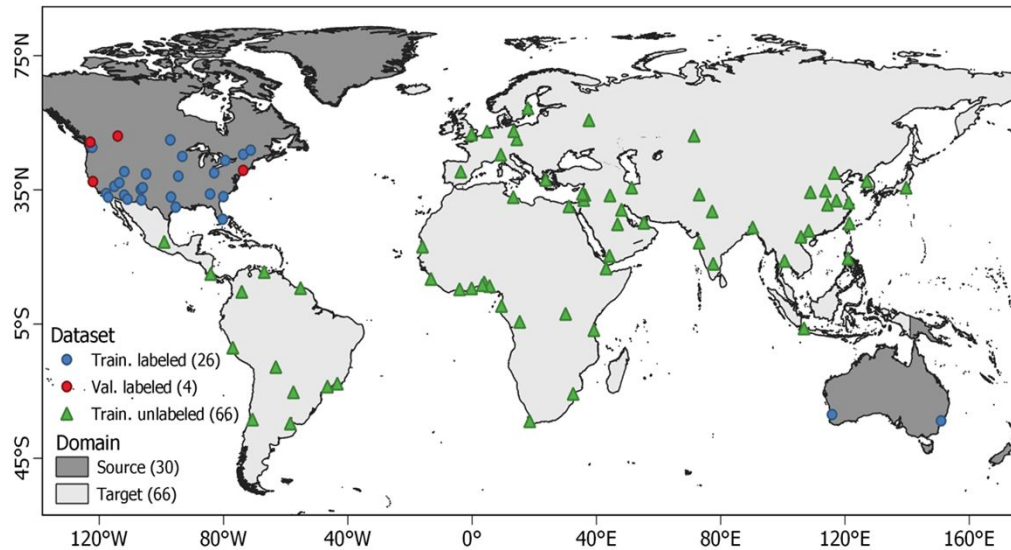 75°N
35°N
5°S
45°S
Dataset
Train. labeled (26)
Val. labeled (4)
Train. unlabeled (66)
Domain
Source (30)
Target (66)
120°W
80°W
40°W
0°
40°E
80°E
120°E
160°E